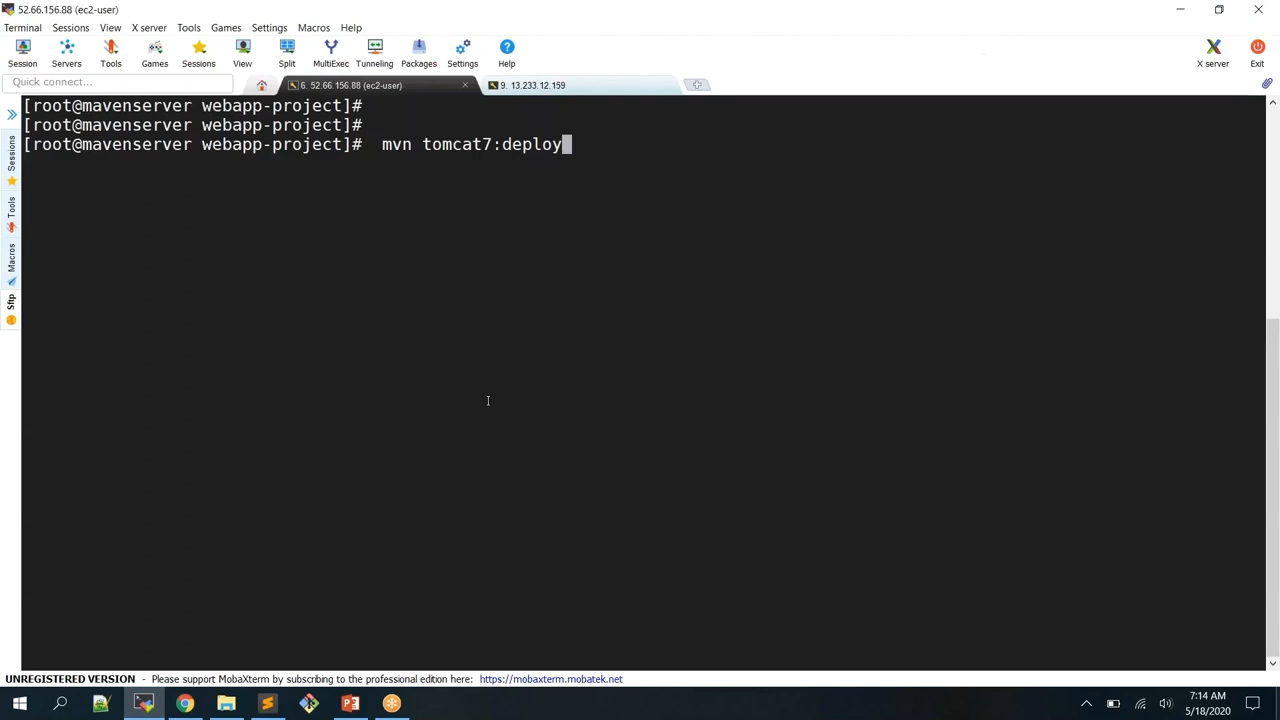 52.66.156.88 (ec2-user)
Terminal Sessions View X server Tools Games Settings Macros Help
Session Servers Tools Games Sessions View Split MultiExec Tunneling Packages Settings Help X server Exit
Quick connect...
6. 52.66.156.88 (ec2-user)
9. 13.233.12.159
Sessions
Tools
Macros
Sftp
[root@mavenserver webapp-project]#
[root@mavenserver webapp-project]#
[root@mavenserver webapp-project]#  mvn tomcat7:deploy
UNREGISTERED VERSION - Please support MobaXterm by subscribing to the professional edition here: https://mobaxterm.mobatek.net
7:14 AM
5/18/2020